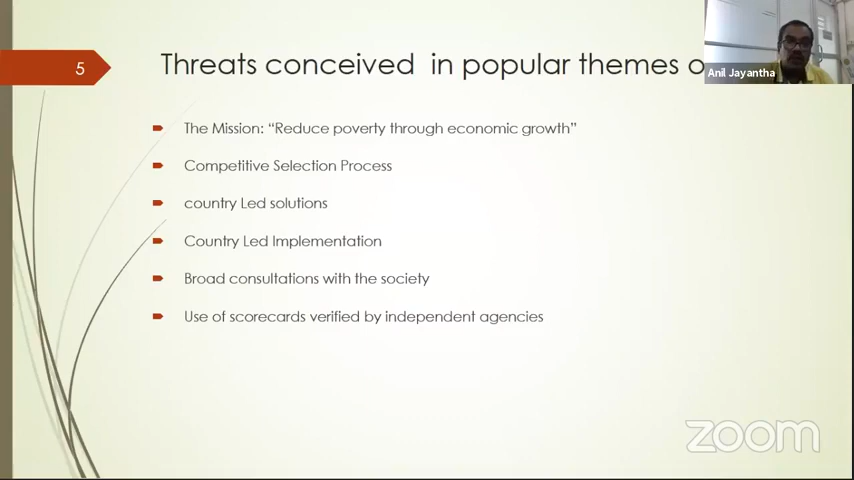 5
Threats conceived in popular themes o
Anil Jayantha
The Mission: “Reduce poverty through economic growth”
Competitive Selection Process
country Led solutions
Country Led Implementation
Broad consultations with the society
Use of scorecards verified by independent agencies
zoom